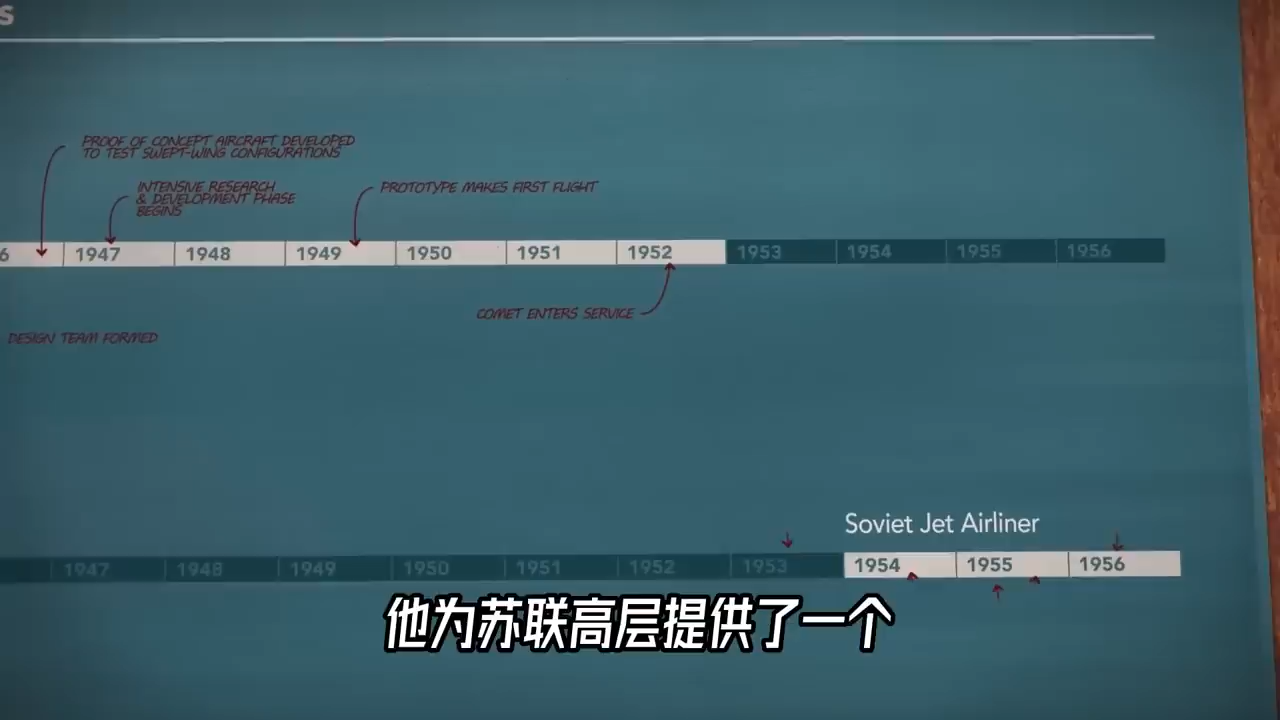 S
PROOF OF CONCEPT AIRCRAFT DEVELOPED
TO TEST SWEPT-WING CONFIGURATIONS
INTENSIVE RESEARCH
& DEVELOPMENT PHASE
BEGINS
PROTOTYPE MAKES FIRST FLIGHT
6 1947 1948 1949 1950 1951 1952 1953 1954 1955 1956
COMET ENTERS SERVICE
DESIGN TEAM FORMED
Soviet Jet Airliner
1947 1948 1949 1950 1951 1952 1953 1954 1955 1956
他为苏联高层提供了一个